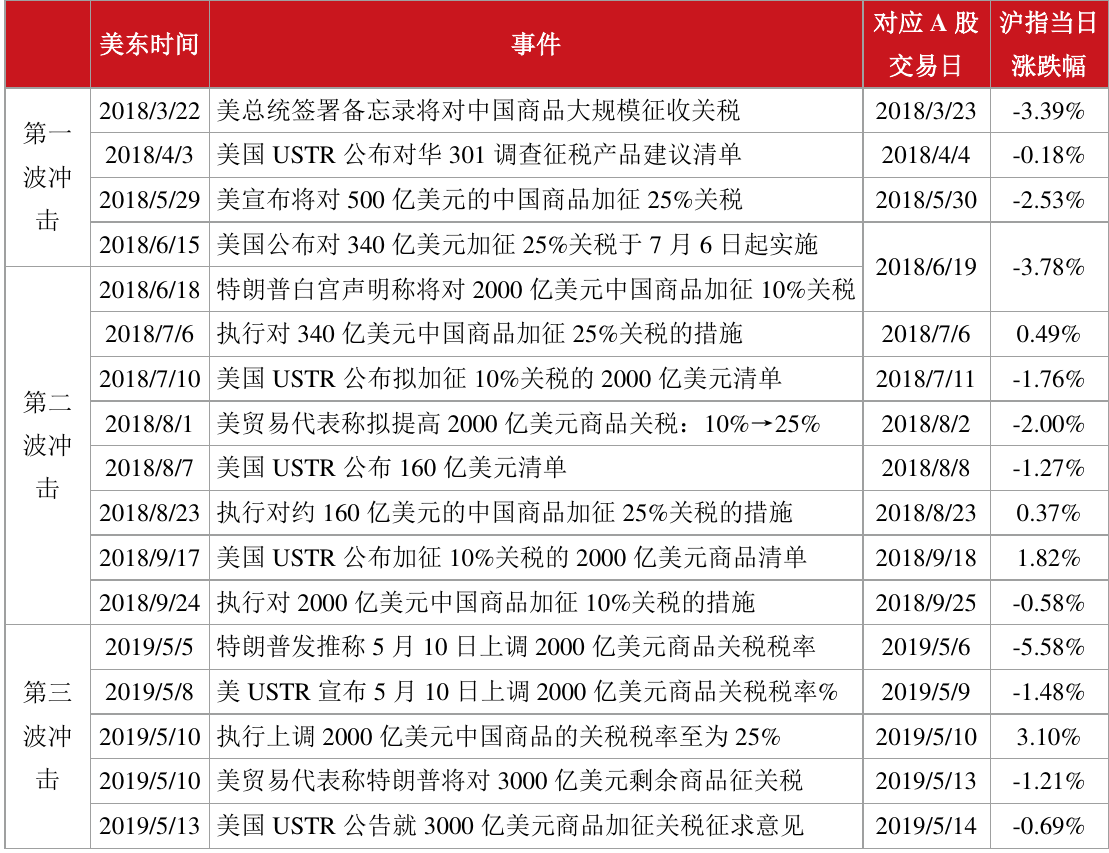 美东时间 事件 对应 A 股交易日 沪指当日涨跌幅
第一波冲击
2018/3/22 美总统签署备忘录将对中国商品大规模征收关税 2018/3/23 -3.39%
2018/4/3 美国 USTR 公布对华 301 调查征税产品建议清单 2018/4/4 -0.18%
2018/5/29 美宣布将对 500 亿美元的中国商品加征 25%关税 2018/5/30 -2.53%
2018/6/15 美国公布对 340 亿美元加征 25%关税于 7 月 6 日起实施 2018/6/19 -3.78%
第二波冲击
2018/6/18 特朗普白宫声明称将对 2000 亿美元中国商品加征 10%关税
2018/7/6 执行对 340 亿美元中国商品加征 25%关税的措施 2018/7/6 0.49%
2018/7/10 美国 USTR 公布拟加征 10%关税的 2000 亿美元清单 2018/7/11 -1.76%
2018/8/1 美贸易代表称拟提高 2000 亿美元商品关税：10%→25% 2018/8/2 -2.00%
2018/8/7 美国 USTR 公布 160 亿美元清单 2018/8/8 -1.27%
2018/8/23 执行对约 160 亿美元的中国商品加征 25%关税的措施 2018/8/23 0.37%
2018/9/17 美国 USTR 公布加征 10%关税的 2000 亿美元商品清单 2018/9/18 1.82%
2018/9/24 执行对 2000 亿美元中国商品加征 10%关税的措施 2018/9/25 -0.58%
第三波冲击
2019/5/5 特朗普发推称 5 月 10 日上调 2000 亿美元商品关税税率 2019/5/6 -5.58%
2019/5/8 美 USTR 宣布 5 月 10 日上调 2000 亿美元商品关税税率% 2019/5/9 -1.48%
2019/5/10 执行上调 2000 亿美元中国商品的关税税率至为 25% 2019/5/10 3.10%
2019/5/10 美贸易代表称特朗普将对 3000 亿美元剩余商品征关税 2019/5/13 -1.21%
2019/5/13 美国 USTR 公告就 3000 亿美元商品加征关税征求意见 2019/5/14 -0.69%